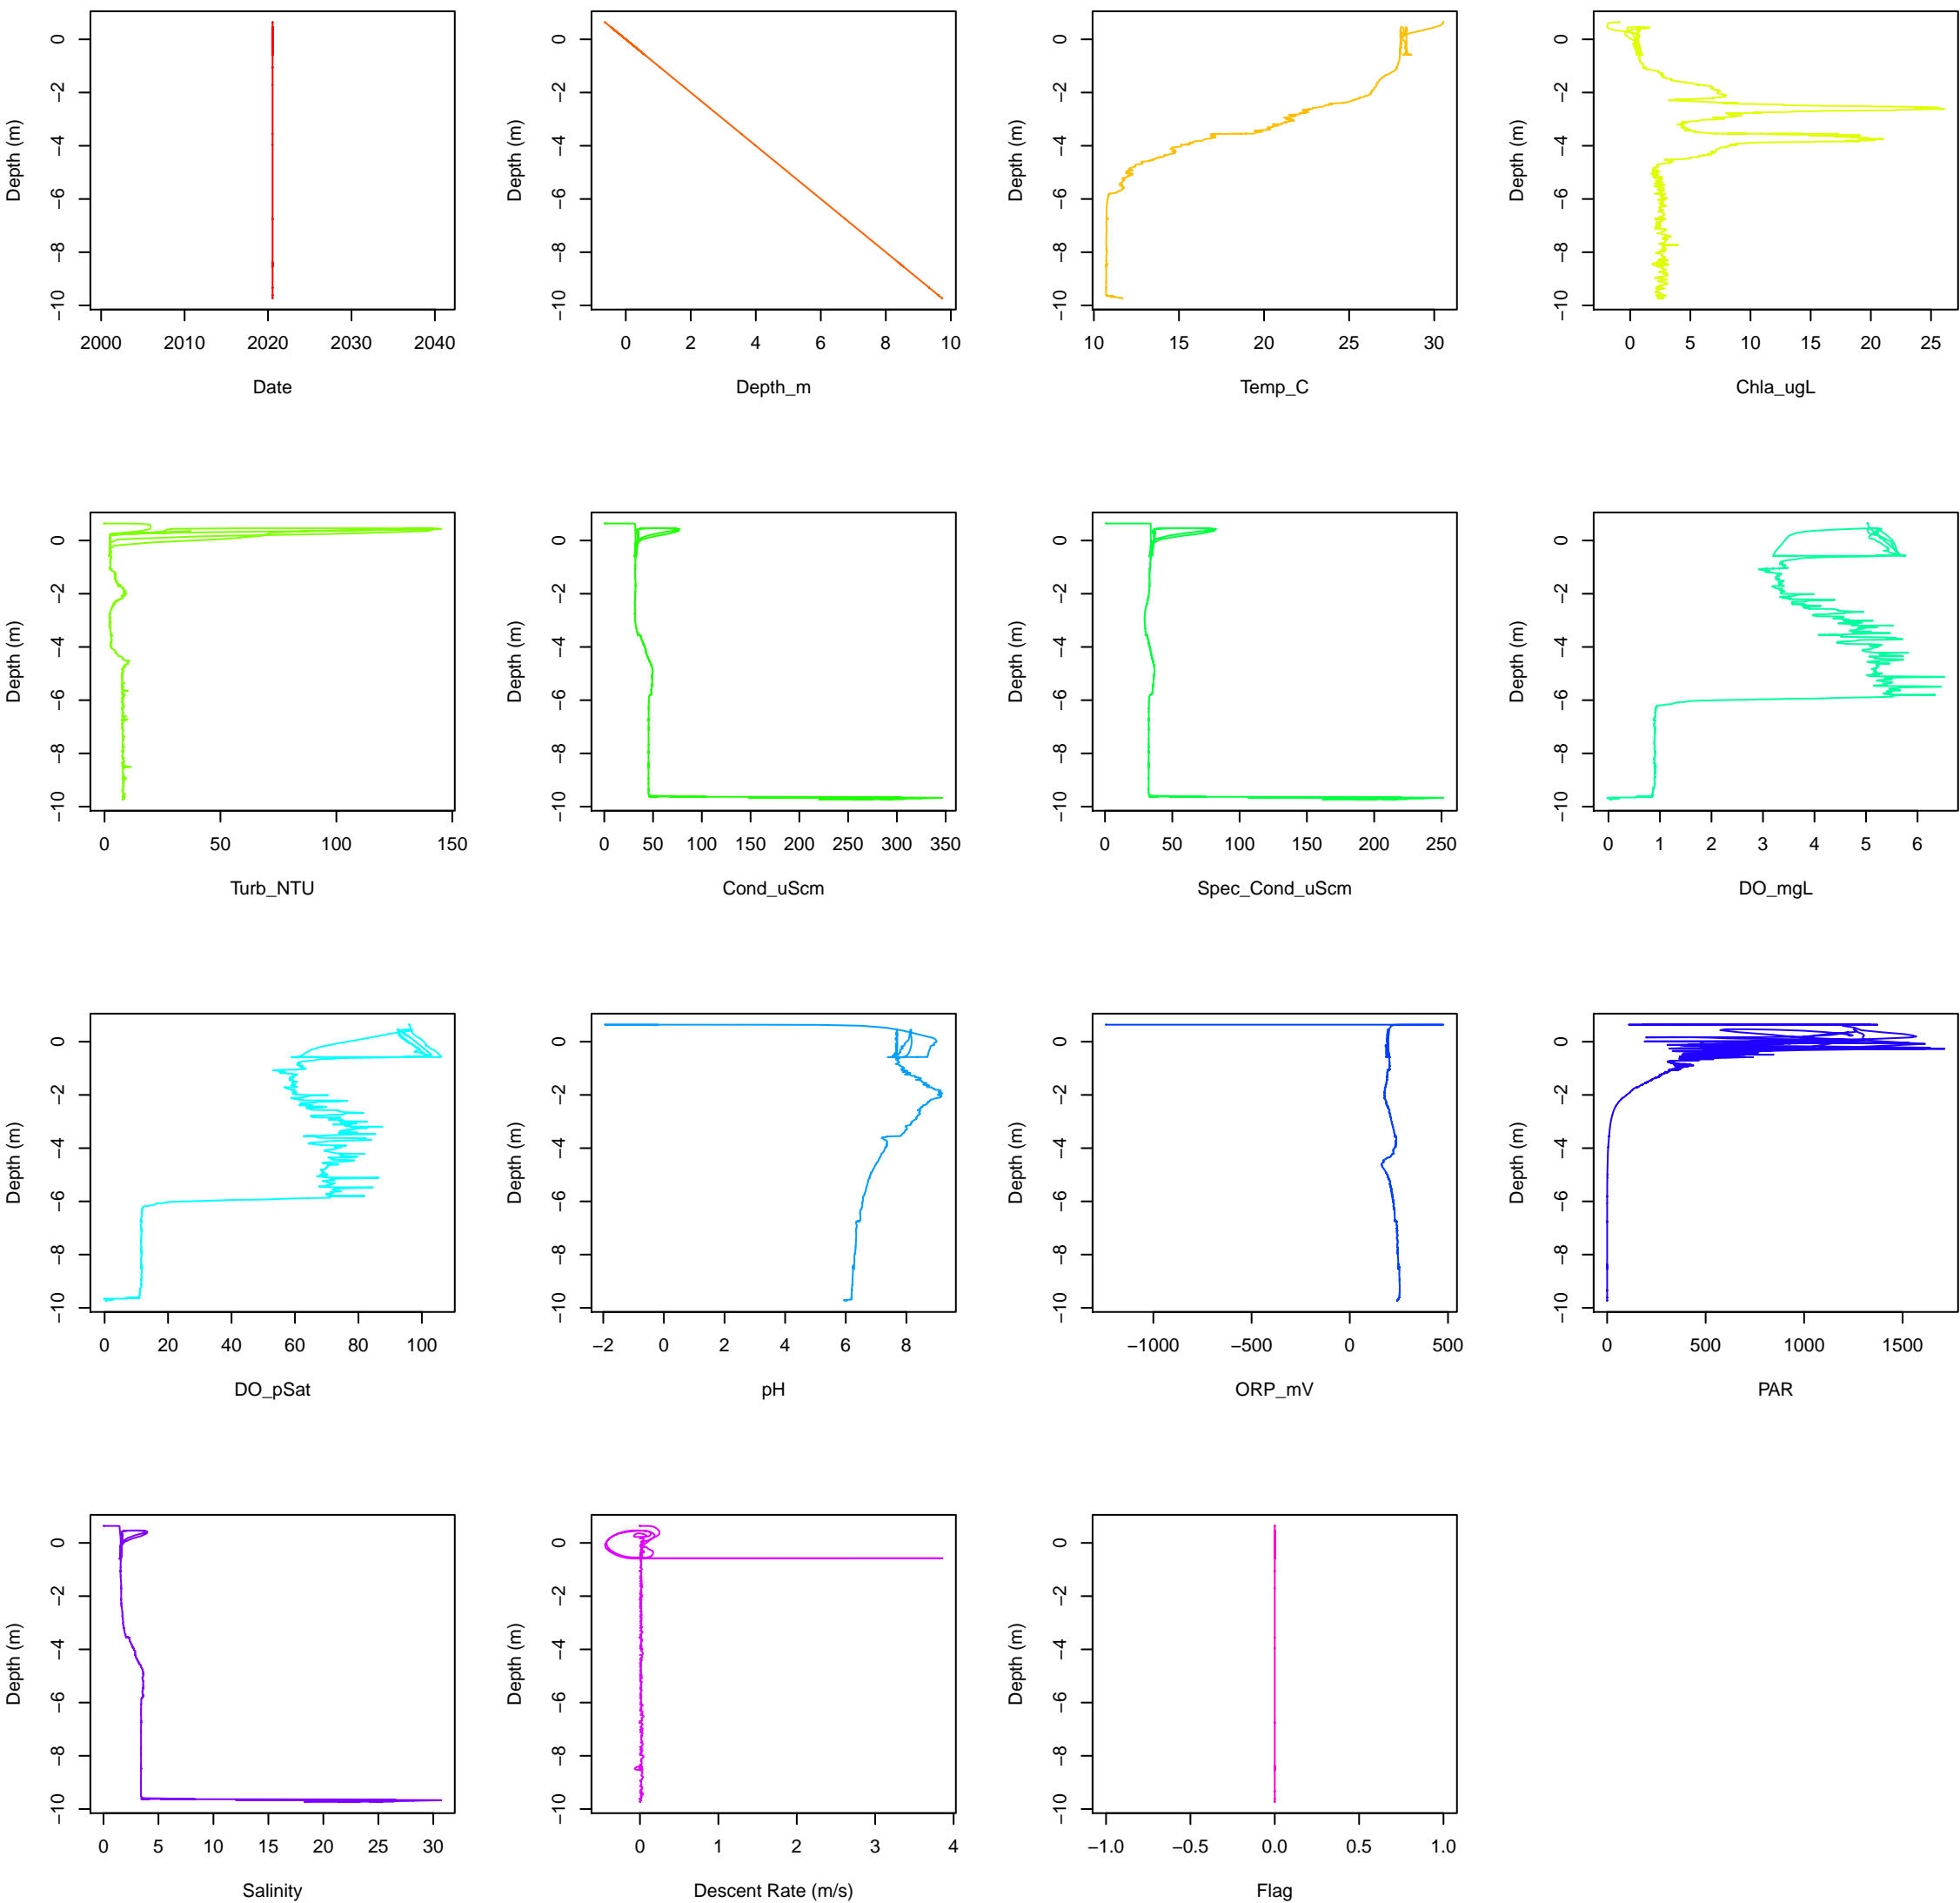 Depth (m)
0
−2
−4
−6
−8
−10
2000 2010 2020 2030 2040
Date
Depth (m)
0
−2
−4
−6
−8
−10
0 2 4 6 8 10
Depth_m
Depth (m)
0
−2
−4
−6
−8
−10
10 15 20 25 30
Temp_C
Depth (m)
0
−2
−4
−6
−8
−10
0 5 10 15 20 25
Chla_ugL
Depth (m)
0
−2
−4
−6
−8
−10
0 50 100 150
Turb_NTU
Depth (m)
0
−2
−4
−6
−8
−10
0 50 100 150 200 250 300 350
Cond_uScm
Depth (m)
0
−2
−4
−6
−8
−10
0 50 100 150 200 250
Spec_Cond_uScm
Depth (m)
0
−2
−4
−6
−8
−10
0 1 2 3 4 5 6
DO_mgL
Depth (m)
0
−2
−4
−6
−8
−10
0 20 40 60 80 100
DO_pSat
Depth (m)
0
−2
−4
−6
−8
−10
−2 0 2 4 6 8
pH
Depth (m)
0
−2
−4
−6
−8
−10
−1000 −500 0 500
ORP_mV
Depth (m)
0
−2
−4
−6
−8
−10
0 500 1000 1500
PAR
Depth (m)
0
−2
−4
−6
−8
−10
0 5 10 15 20 25 30
Salinity
Depth (m)
0
−2
−4
−6
−8
−10
0 1 2 3 4
Descent Rate (m/s)
Depth (m)
0
−2
−4
−6
−8
−10
−1.0 −0.5 0.0 0.5 1.0
Flag